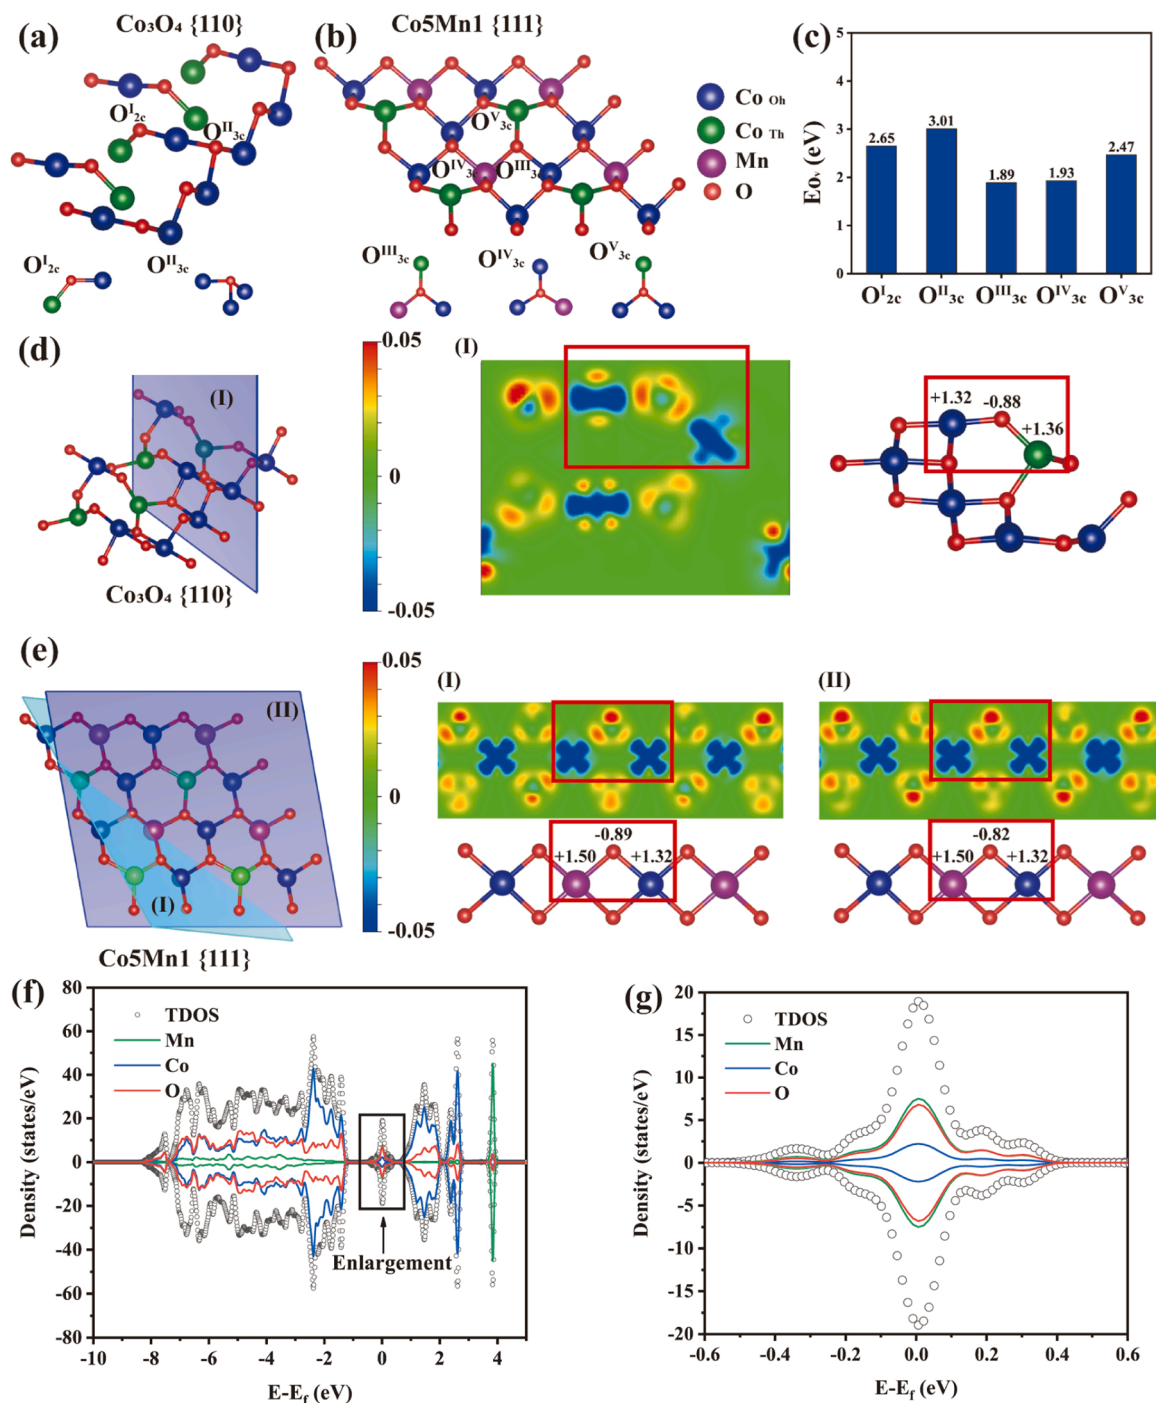 (a) Co₃O₄ {110}
Oᴵ₂c
Oᴵᴵ₃c
Oᴵ₂c Oᴵᴵ₃c
(b) Co5Mn1 {111}
Oⱽ₃c
Oᴵⱽ₃c Oᴵᴵᴵ₃c
Oᴵᴵᴵ₃c Oᴵⱽ₃c Oⱽ₃c
Co Oh
Co Th
Mn
O
(c)
Eoᵥ (eV)
5
4
3
2
1
0
2.65 3.01 1.89 1.93 2.47
Oᴵ₂c Oᴵᴵ₃c Oᴵᴵᴵ₃c Oᴵⱽ₃c Oⱽ₃c
(d)
(I)
Co₃O₄ {110}
0.05
0
-0.05
(I)
+1.32 -0.88
+1.36
(e)
(II)
(I)
Co5Mn1 {111}
0.05
0
-0.05
(I)
-0.89
+1.50 +1.32
(II)
-0.82
+1.50 +1.32
(f)
Density (states/eV)
80
60
40
20
0
-20
-40
-60
-80
TDOS
Mn
Co
O
Enlargement
-10 -8 -6 -4 -2 0 2 4
E-E_f (eV)
(g)
Density (states/eV)
20
15
10
5
0
-5
-10
-15
-20
TDOS
Mn
Co
O
-0.6 -0.4 -0.2 0.0 0.2 0.4 0.6
E-E_f (eV)